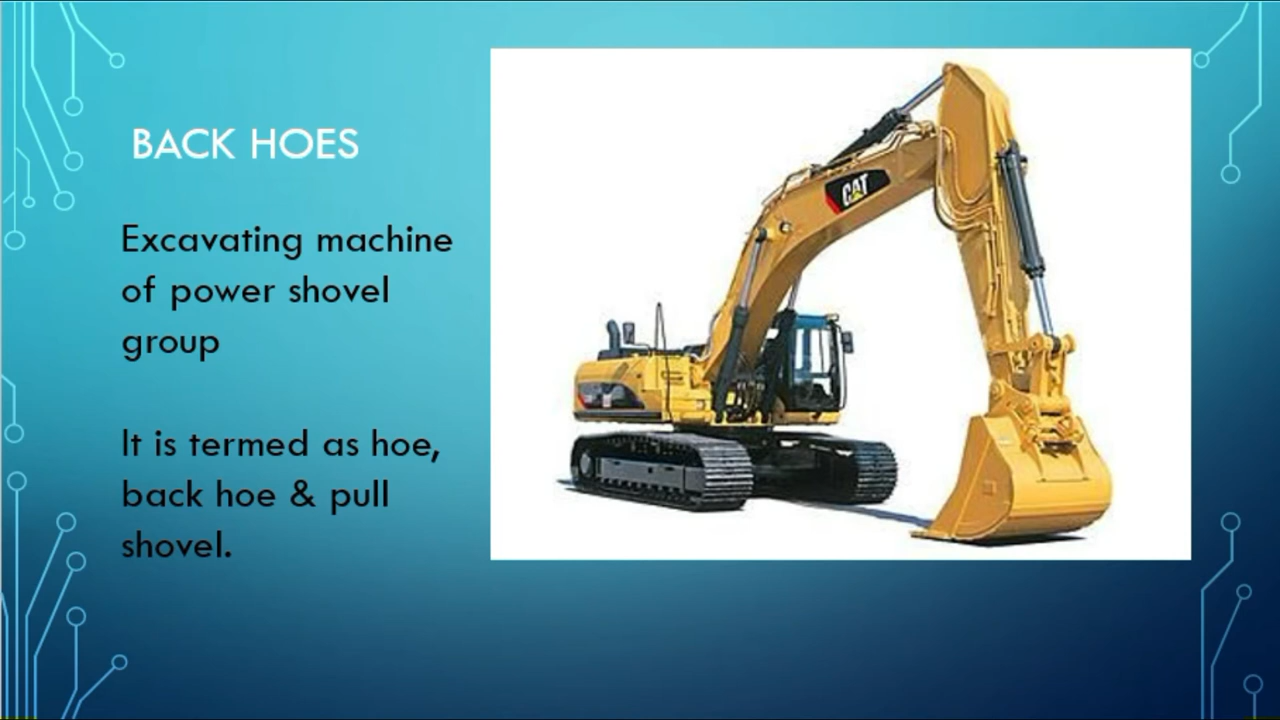 BACK HOES
Excavating machine
of power shovel
group
It is termed as hoe,
back hoe & pull
shovel.
CAT